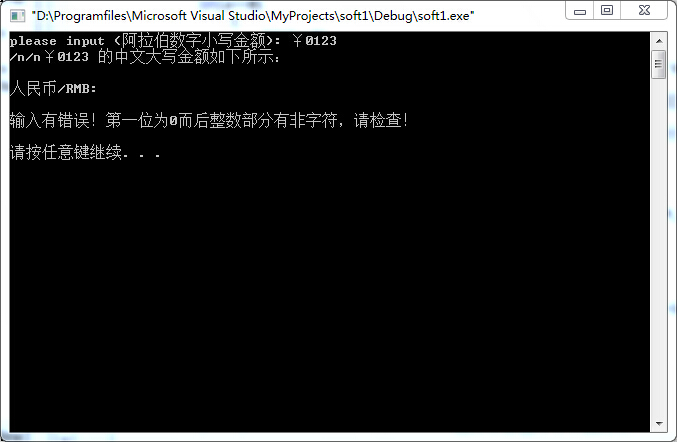 "D:\Programfiles\Microsoft Visual Studio\MyProjects\soft1\Debug\soft1.exe"
please input (阿拉伯数字小写金额): ￥0123
/n/n￥0123 的中文大写金额如下所示:
人民币/RMB:
输入有错误! 第一位为0而后整数部分有非字符, 请检查!
请按任意键继续. . .